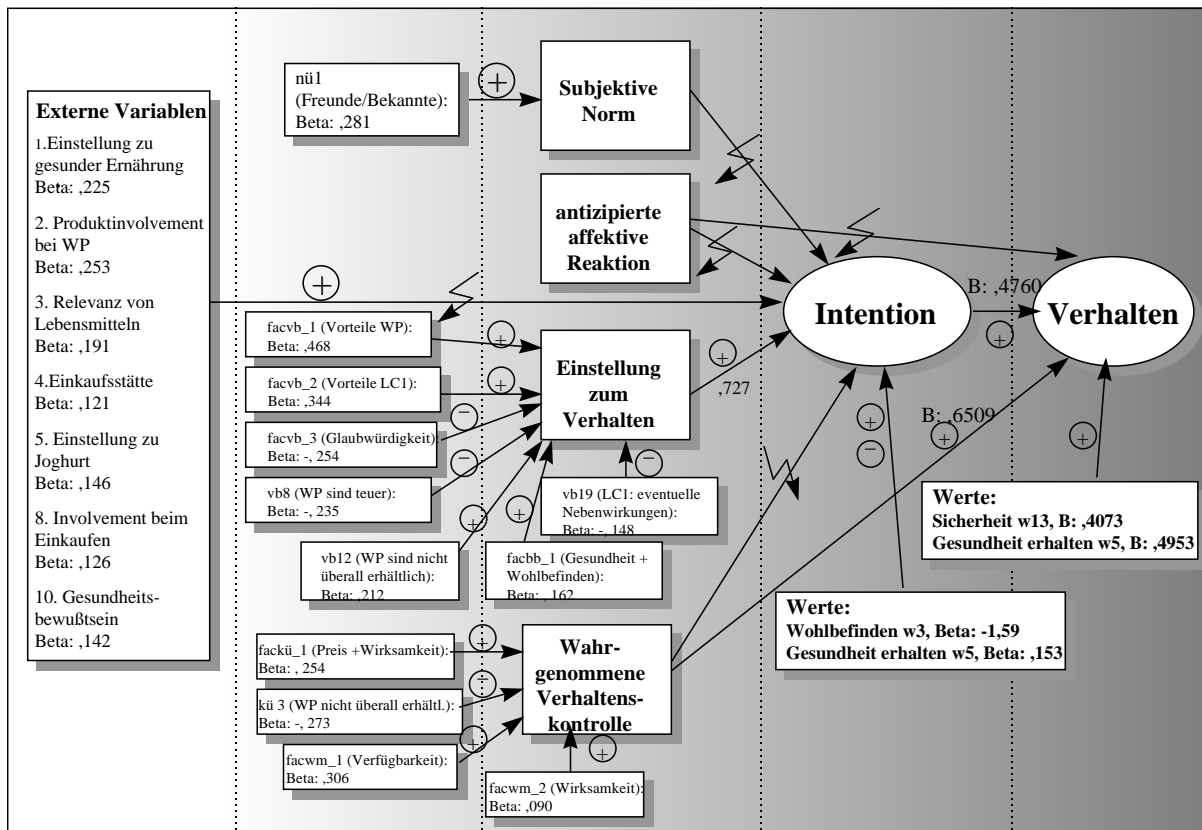 Externe Variablen
1.Einstellung zu
gesunder Ernährung
Beta: ,225
2. Produktinvolvement
bei WP
Beta: ,253
3. Relevanz von
Lebensmitteln
Beta: ,191
4.Einkaufsstätte
Beta: ,121
5. Einstellung zu
Joghurt
Beta: ,146
8. Involvement beim
Einkaufen
Beta: ,126
10. Gesundheits-
bewußtsein
Beta: ,142
nü1
(Freunde/Bekannte):
Beta: ,281
+
Subjektive
Norm
antizipierte
affektive
Reaktion
+
facvb_1 (Vorteile WP):
Beta: ,468
+
facvb_2 (Vorteile LC1):
Beta: ,344
+
facvb_3 (Glaubwürdigkeit):
Beta: -, 254
−
vb8 (WP sind teuer):
Beta: -, 235
−
vb12 (WP sind nicht
überall erhältlich):
Beta: ,212
+
facbb_1 (Gesundheit +
Wohlbefinden):
Beta: ,162
+
vb19 (LC1: eventuelle
Nebenwirkungen):
Beta: -, 148
−
Einstellung
zum
Verhalten
+
,727
fackü_1 (Preis +Wirksamkeit):
Beta: , 254
+
kü 3 (WP nicht überall erhältl.):
Beta: -, 273
−
facwm_1 (Verfügbarkeit):
Beta: ,306
+
facwm_2 (Wirksamkeit):
Beta: ,090
+
Wahr-
genommene
Verhaltens-
kontrolle
Intention
B: ,4760
+
Verhalten
B: ,6509
+
+
−
+
Werte:
Sicherheit w13, B: ,4073
Gesundheit erhalten w5, B: ,4953
Werte:
Wohlbefinden w3, Beta: -1,59
Gesundheit erhalten w5, Beta: ,153